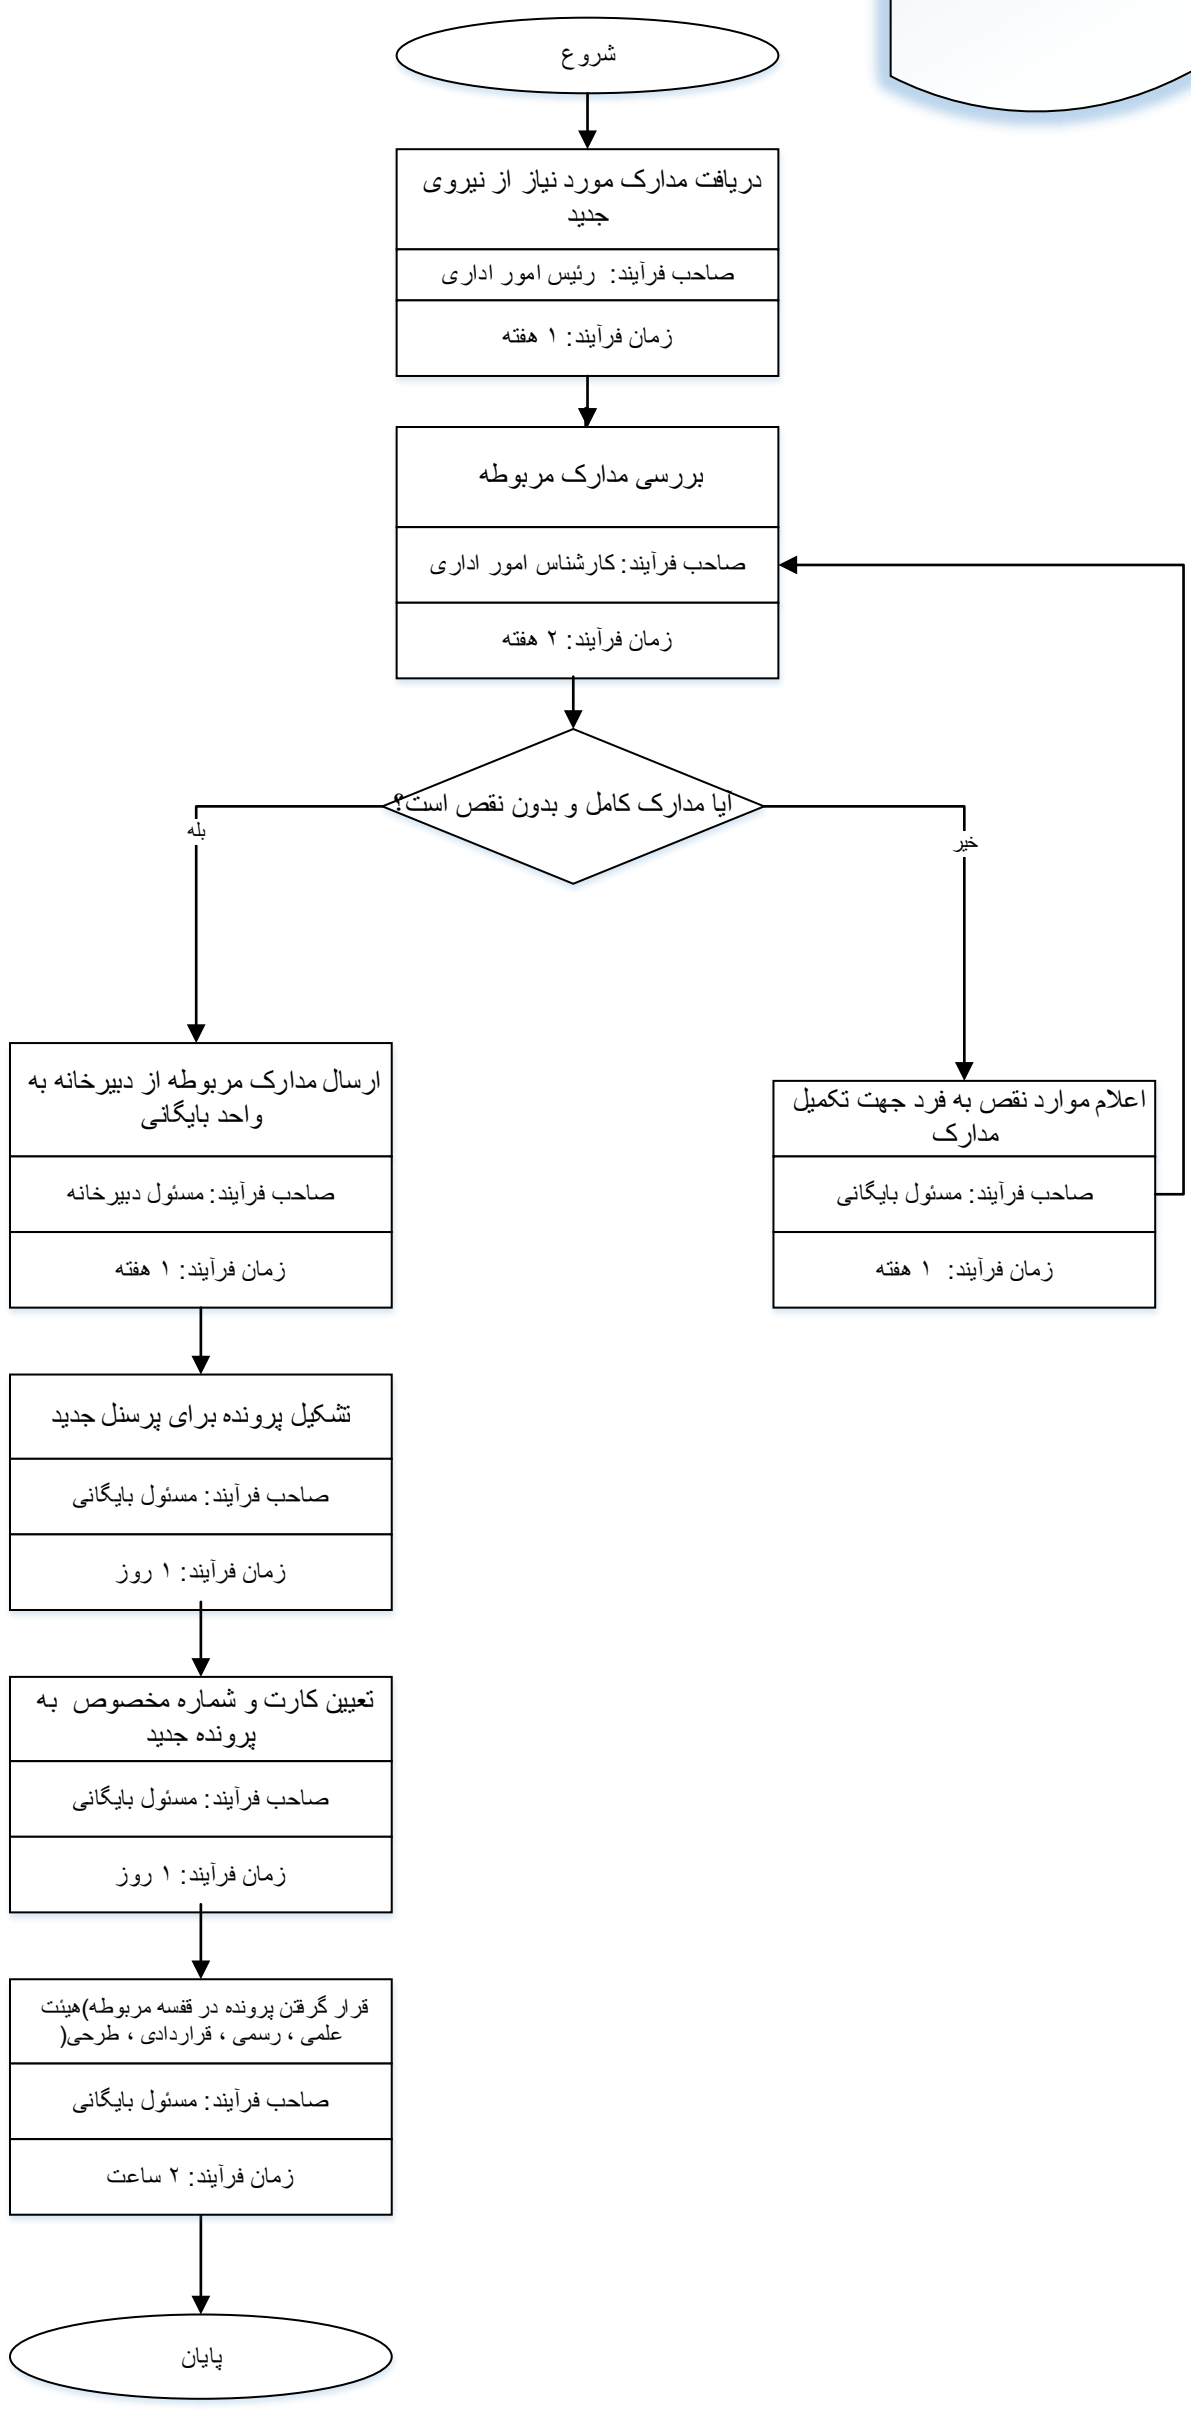 شروع
دریافت مدارک مورد نیاز از نیروی
جدید
صاحب فرآیند: رئیس امور اداری
زمان فرآیند: ۱ هفته
بررسی مدارک مربوطه
صاحب فرآیند: کارشناس امور اداری
زمان فرآیند: ۲ هفته
آیا مدارک کامل و بدون نقص است؟
خیر
بله
اعلام موارد نقص به فرد جهت تکمیل
مدارک
صاحب فرآیند: مسئول بایگانی
زمان فرآیند: ۱ هفته
ارسال مدارک مربوطه از دبیرخانه به
واحد بایگانی
صاحب فرآیند: مسئول دبیرخانه
زمان فرآیند: ۱ هفته
تشکیل پرونده برای پرسنل جدید
صاحب فرآیند: مسئول بایگانی
زمان فرآیند: ۱ روز
تعیین کارت و شماره مخصوص به
پرونده جدید
صاحب فرآیند: مسئول بایگانی
زمان فرآیند: ۱ روز
قرار گرفتن پرونده در قفسه مربوطه(هیئت
علمی ، رسمی ، قراردادی ، طرحی)
صاحب فرآیند: مسئول بایگانی
زمان فرآیند: ۲ ساعت
پایان